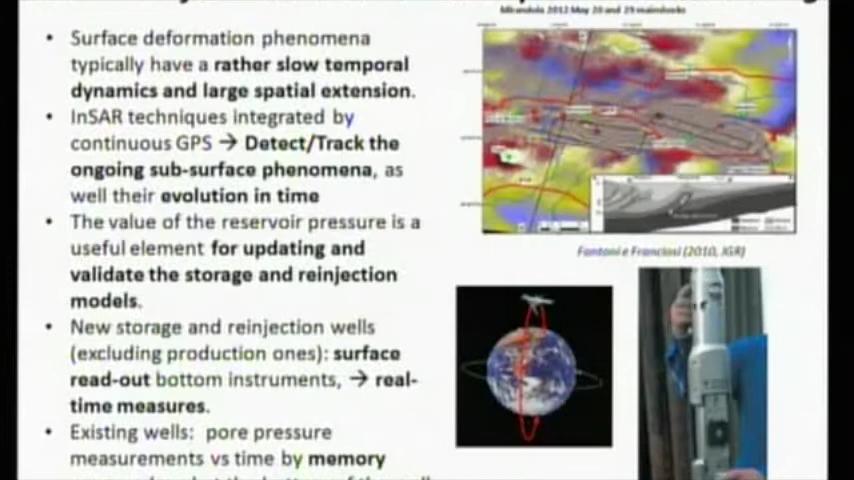 Mirandola 2012 May 20 and 29 mainshocks
• Surface deformation phenomena
typically have a rather slow temporal
dynamics and large spatial extension.
• InSAR techniques integrated by
continuous GPS → Detect/Track the
ongoing sub-surface phenomena, as
well their evolution in time
• The value of the reservoir pressure is a
useful element for updating and
validate the storage and reinjection
models.
• New storage and reinjection wells
(excluding production ones): surface
read-out bottom instruments, → real-
time measures.
• Existing wells: pore pressure
measurements vs time by memory
Fantoni e Franciosi (2010, IGR)